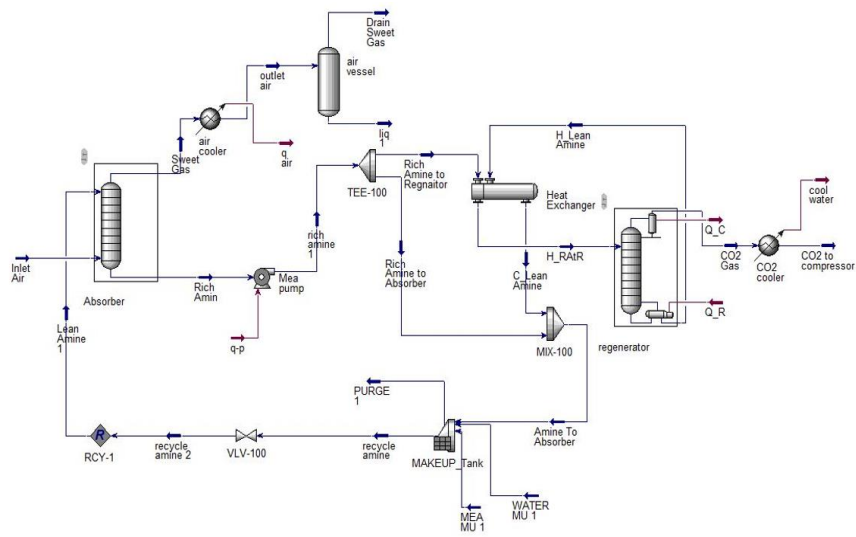 Drain
Sweet
Gas
air
vessel
outlet
air
air
cooler
q
air
liq
1
Sweet
Gas
H_Lean
Amine
Rich
Amine to
Regnaitor
TEE-100
Heat
Exchanger
cool
water
Q_C
H_RAtR
CO2
Gas
CO2
cooler
CO2 to
compressor
Inlet
Air
Absorber
Rich
Amin
Mea
pump
rich
amine
1
Rich
Amine to
Absorber
C_Lean
Amine
Q_R
Lean
Amine
1
q-p
MIX-100
regenerator
PURGE
1
Amine To
Absorber
R
RCY-1
recycle
amine 2
VLV-100
recycle
amine
MAKEUP_Tank
MEA
MU 1
WATER
MU 1